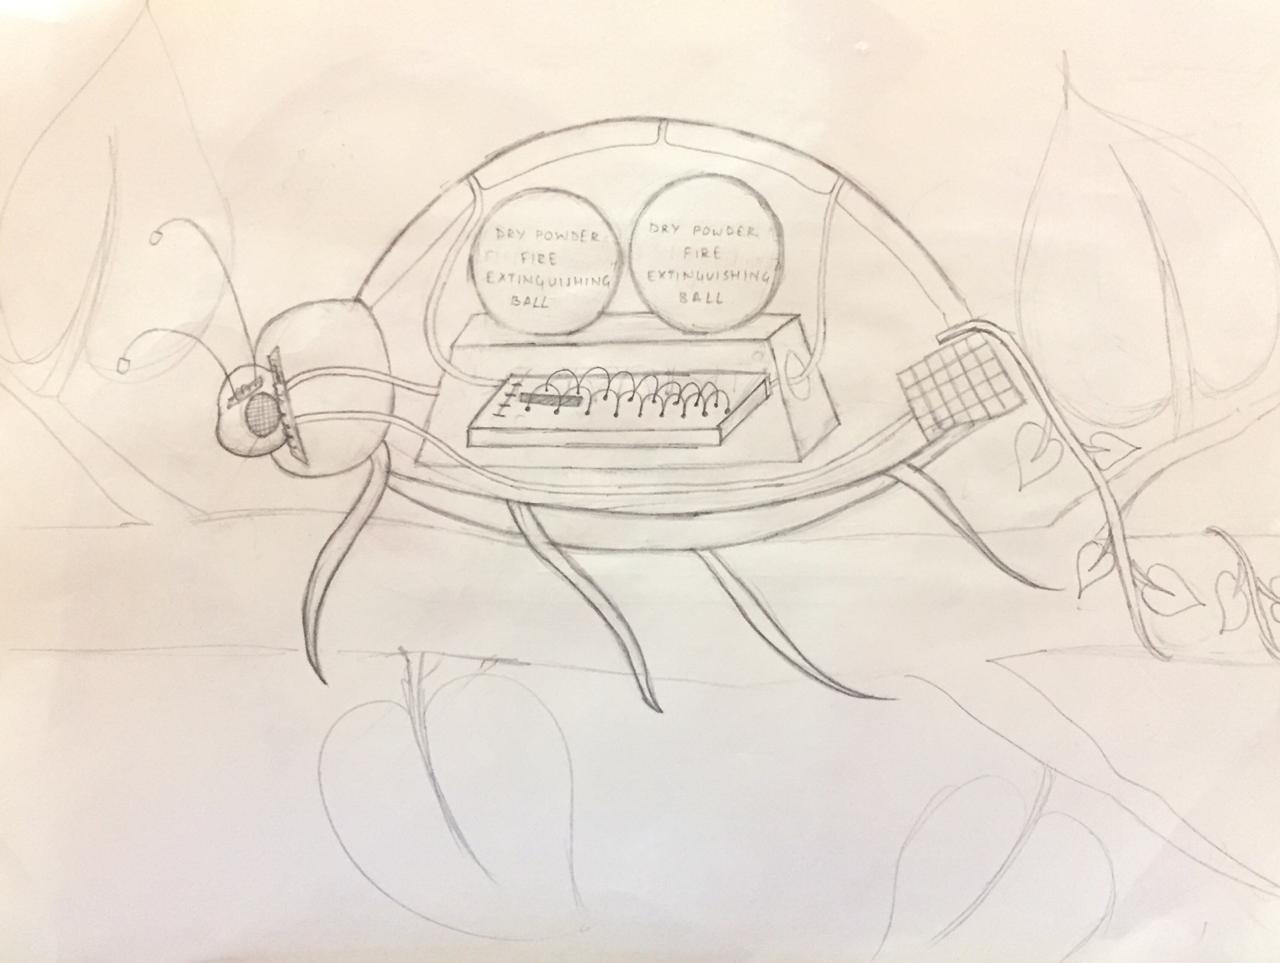 DRY POWDER
FIRE
EXTINGUISHING
BALL
DRY POWDER
FIRE
EXTINGUISHING
BALL